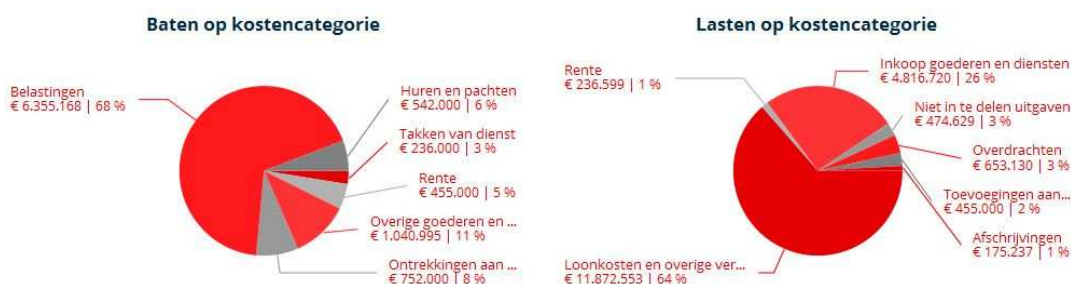 Baten op kostencategorie
Belastingen
€ 6.355.168 | 68 %
Huren en pachten
€ 542.000 | 6 %
Takken van dienst
€ 236.000 | 3 %
Rente
€ 455.000 | 5 %
Overige goederen en ...
€ 1.040.995 | 11 %
Ontrekkingen aan ...
€ 752.000 | 8 %
Lasten op kostencategorie
Rente
€ 236.599 | 1 %
Inkoop goederen en diensten
€ 4.816.720 | 26 %
Niet in te delen uitgaven
€ 474.629 | 3 %
Overdrachten
€ 653.130 | 3 %
Toevoegingen aan...
€ 455.000 | 2 %
Afschrijvingen
€ 175.237 | 1 %
Loonkosten en overige ver...
€ 11.872.553 | 64 %